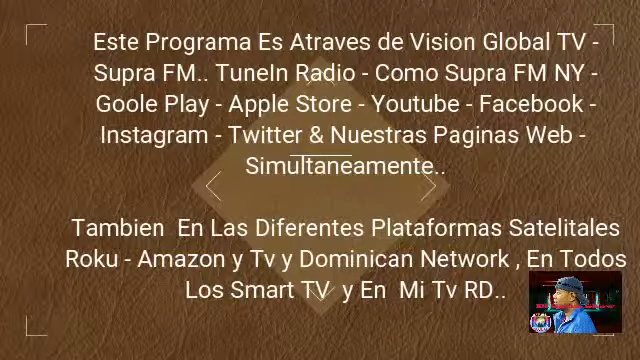 Este Programa Es Atraves de Vision Global TV -
Supra FM.. TuneIn Radio - Como Supra FM NY -
Goole Play - Apple Store - Youtube - Facebook -
Instagram - Twitter & Nuestras Paginas Web -
Simultaneamente..
Tambien En Las Diferentes Plataformas Satelitales
Roku - Amazon y Tv y Dominican Network , En Todos
Los Smart TV y En Mi Tv RD..